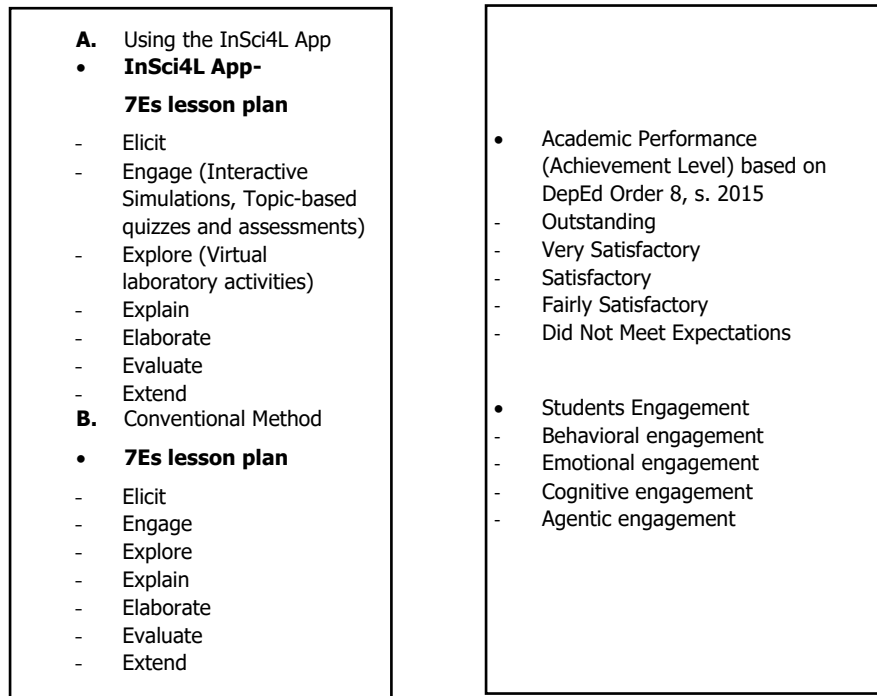 A. Using the InSci4L App
• InSci4L App-
7Es lesson plan
- Elicit
- Engage (Interactive
Simulations, Topic-based
quizzes and assessments)
- Explore (Virtual
laboratory activities)
- Explain
- Elaborate
- Evaluate
- Extend
B. Conventional Method
• 7Es lesson plan
- Elicit
- Engage
- Explore
- Explain
- Elaborate
- Evaluate
- Extend
• Academic Performance
(Achievement Level) based on
DepEd Order 8, s. 2015
- Outstanding
- Very Satisfactory
- Satisfactory
- Fairly Satisfactory
- Did Not Meet Expectations
• Students Engagement
- Behavioral engagement
- Emotional engagement
- Cognitive engagement
- Agentic engagement